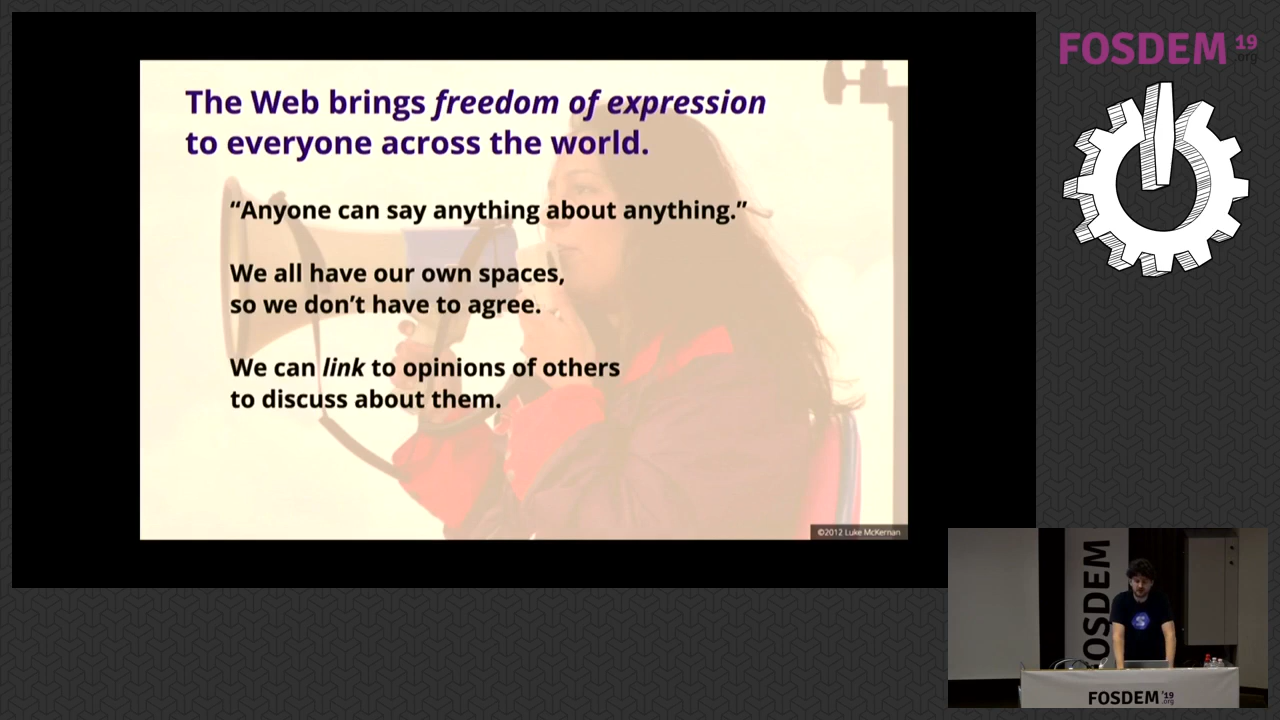 The Web brings freedom of expression
to everyone across the world.
“Anyone can say anything about anything.”
We all have our own spaces,
so we don’t have to agree.
We can link to opinions of others
to discuss about them.
©2012 Luke McKernan
FOSDEM 19
.org
FOSDEM
FOSDEM '19
.org